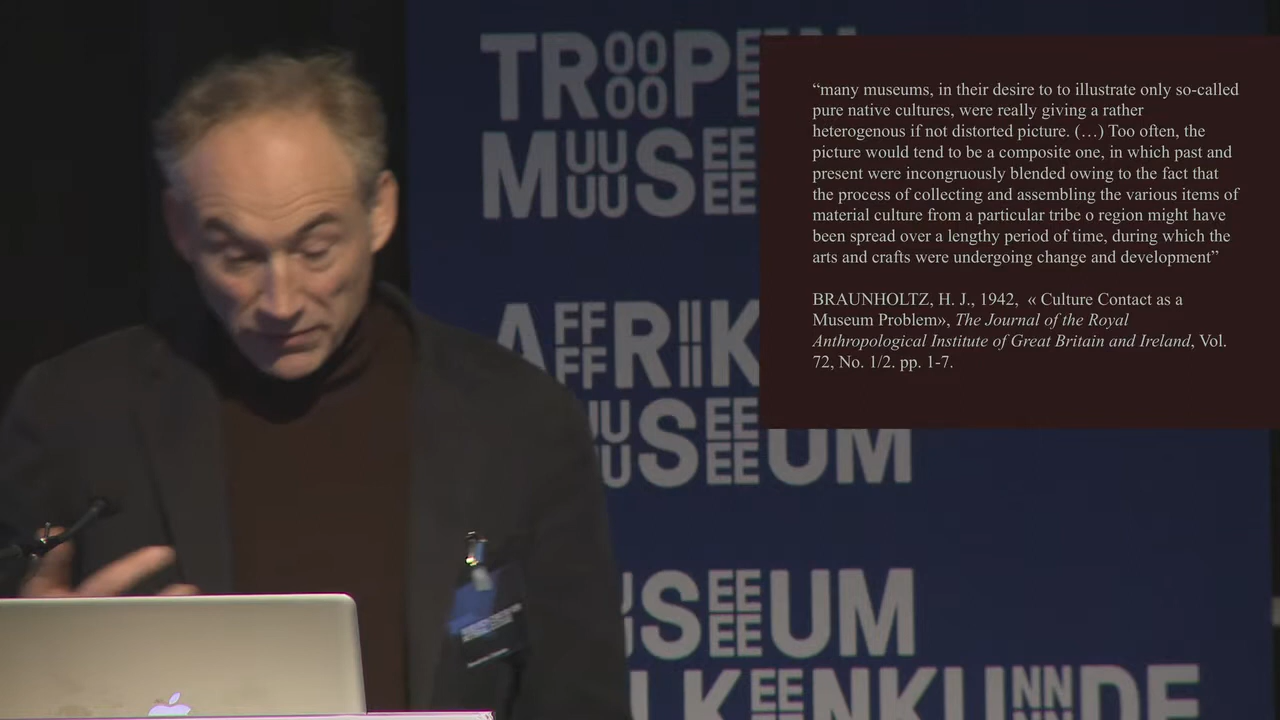 TROPEN
MUSEE
AFRIK
USEUM
USEUM
LKENKUNDE
“many museums, in their desire to to illustrate only so-called
pure native cultures, were really giving a rather
heterogenous if not distorted picture. (…) Too often, the
picture would tend to be a composite one, in which past and
present were incongruously blended owing to the fact that
the process of collecting and assembling the various items of
material culture from a particular tribe o region might have
been spread over a lengthy period of time, during which the
arts and crafts were undergoing change and development”
BRAUNHOLTZ, H. J., 1942, « Culture Contact as a
Museum Problem», The Journal of the Royal
Anthropological Institute of Great Britain and Ireland, Vol.
72, No. 1/2. pp. 1-7.